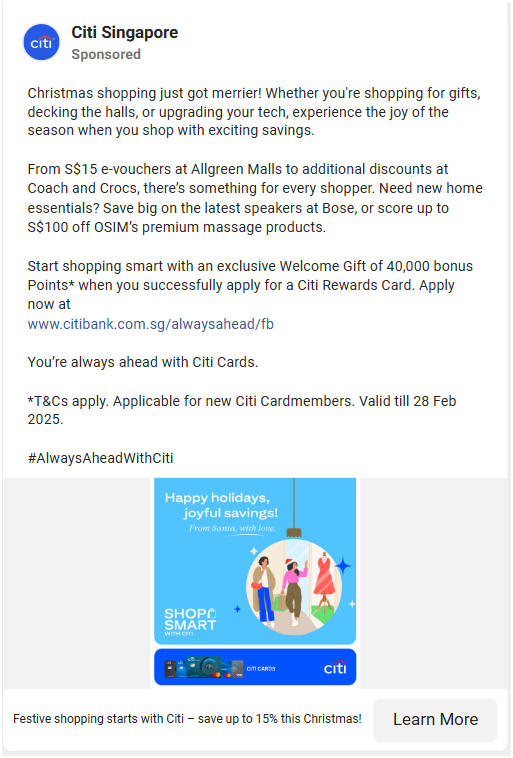 Citi Singapore
citi
Sponsored
Christmas shopping just got merrier! Whether you're shopping for gifts,
decking the halls, or upgrading your tech, experience the joy of the
season when you shop with exciting savings.
From S$15 e-vouchers at Allgreen Malls to additional discounts at
Coach and Crocs, there’s something for every shopper. Need new home
essentials? Save big on the latest speakers at Bose, or score up to
S$100 off OSIM’s premium massage products.
Start shopping smart with an exclusive Welcome Gift of 40,000 bonus
Points* when you successfully apply for a Citi Rewards Card. Apply
now at
www.citibank.com.sg/alwaysahead/fb
You’re always ahead with Citi Cards.
*T&Cs apply. Applicable for new Citi Cardmembers. Valid till 28 Feb
2025.
#AlwaysAheadWithCiti
Happy holidays,
joyful savings!
From Santa, with love.
SHOP
SMART
WITH CITI
CITI CARDS
citi
Festive shopping starts with Citi – save up to 15% this Christmas!
Learn More